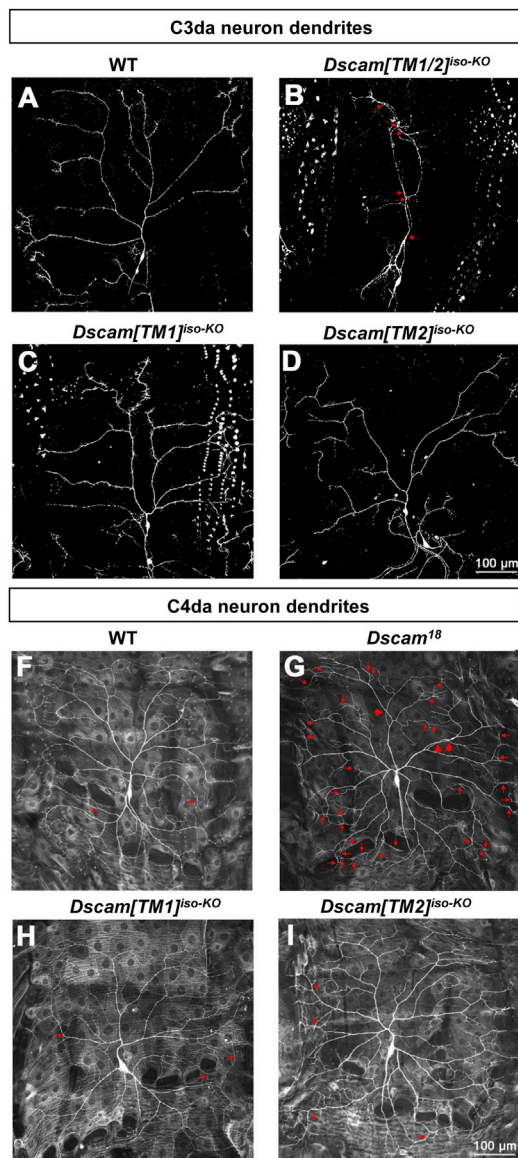 C3da neuron dendrites
WT
Dscam[TM1/2]iso-KO
A
B
Dscam[TM1]iso-KO
Dscam[TM2]iso-KO
C
D
100 µm
C4da neuron dendrites
WT
Dscam18
F
G
Dscam[TM1]iso-KO
Dscam[TM2]iso-KO
H
I
100 µm